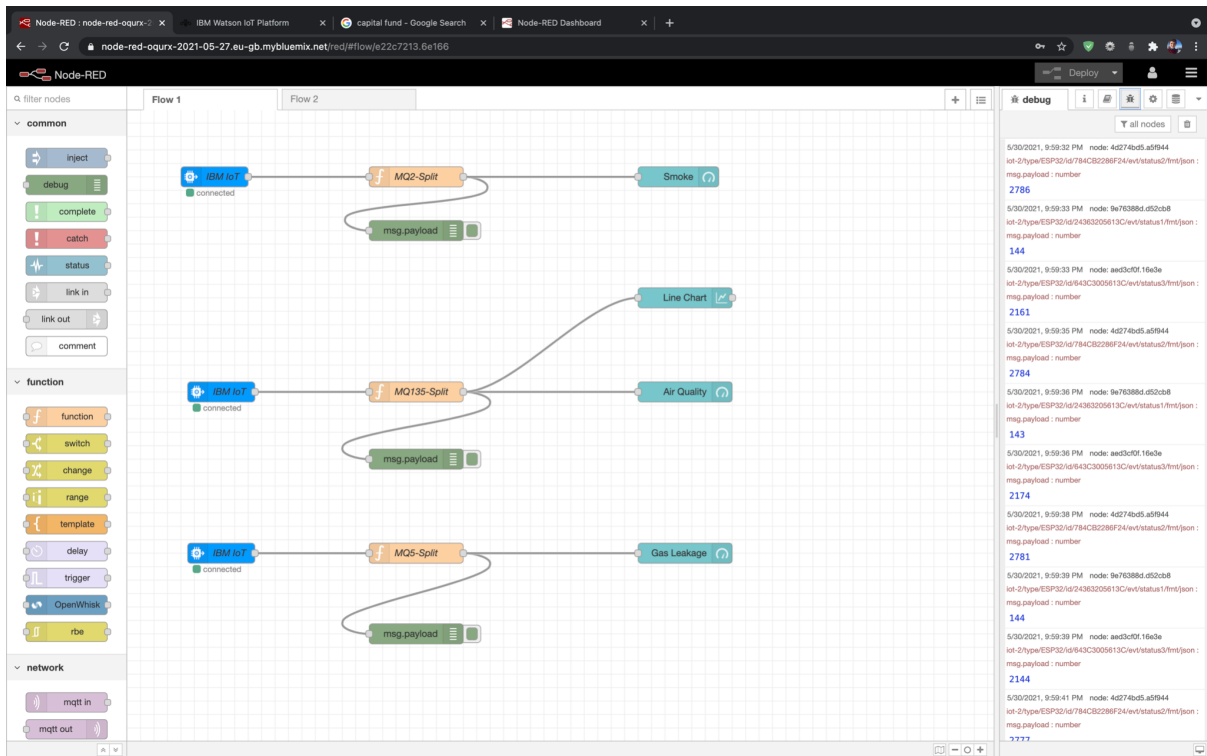 Node-RED : node-red-oqurx-2
IBM Watson IoT Platform
capital fund - Google Search
Node-RED Dashboard
node-red-oqurx-2021-05-27.eu-gb.mybluemix.net/red/#flow/e22c7213.6e166
Node-RED
Deploy
filter nodes
Flow 1
Flow 2
debug
all nodes
common
inject
debug
complete
catch
status
link in
link out
comment
function
function
switch
change
range
template
delay
trigger
OpenWhisk
rbe
network
mqtt in
mqtt out
IBM IoT
connected
MQ2-Split
Smoke
msg.payload
Line Chart
IBM IoT
connected
MQ135-Split
Air Quality
msg.payload
IBM IoT
connected
MQ5-Split
Gas Leakage
msg.payload
5/30/2021, 9:59:32 PM node: 4d274bd5.a5f944
iot-2/type/ESP32/id/784CB2286F24/evt/status2/fmt/json :
msg.payload : number
2786
5/30/2021, 9:59:33 PM node: 9e76388d.d52cb8
iot-2/type/ESP32/id/24363205613C/evt/status1/fmt/json :
msg.payload : number
144
5/30/2021, 9:59:33 PM node: aed3cf0f.16e3e
iot-2/type/ESP32/id/643C3005613C/evt/status3/fmt/json :
msg.payload : number
2161
5/30/2021, 9:59:35 PM node: 4d274bd5.a5f944
iot-2/type/ESP32/id/784CB2286F24/evt/status2/fmt/json :
msg.payload : number
2784
5/30/2021, 9:59:36 PM node: 9e76388d.d52cb8
iot-2/type/ESP32/id/24363205613C/evt/status1/fmt/json :
msg.payload : number
143
5/30/2021, 9:59:36 PM node: aed3cf0f.16e3e
iot-2/type/ESP32/id/643C3005613C/evt/status3/fmt/json :
msg.payload : number
2174
5/30/2021, 9:59:38 PM node: 4d274bd5.a5f944
iot-2/type/ESP32/id/784CB2286F24/evt/status2/fmt/json :
msg.payload : number
2781
5/30/2021, 9:59:39 PM node: 9e76388d.d52cb8
iot-2/type/ESP32/id/24363205613C/evt/status1/fmt/json :
msg.payload : number
144
5/30/2021, 9:59:39 PM node: aed3cf0f.16e3e
iot-2/type/ESP32/id/643C3005613C/evt/status3/fmt/json :
msg.payload : number
2144
5/30/2021, 9:59:41 PM node: 4d274bd5.a5f944
iot-2/type/ESP32/id/784CB2286F24/evt/status2/fmt/json :
msg.payload : number
2777